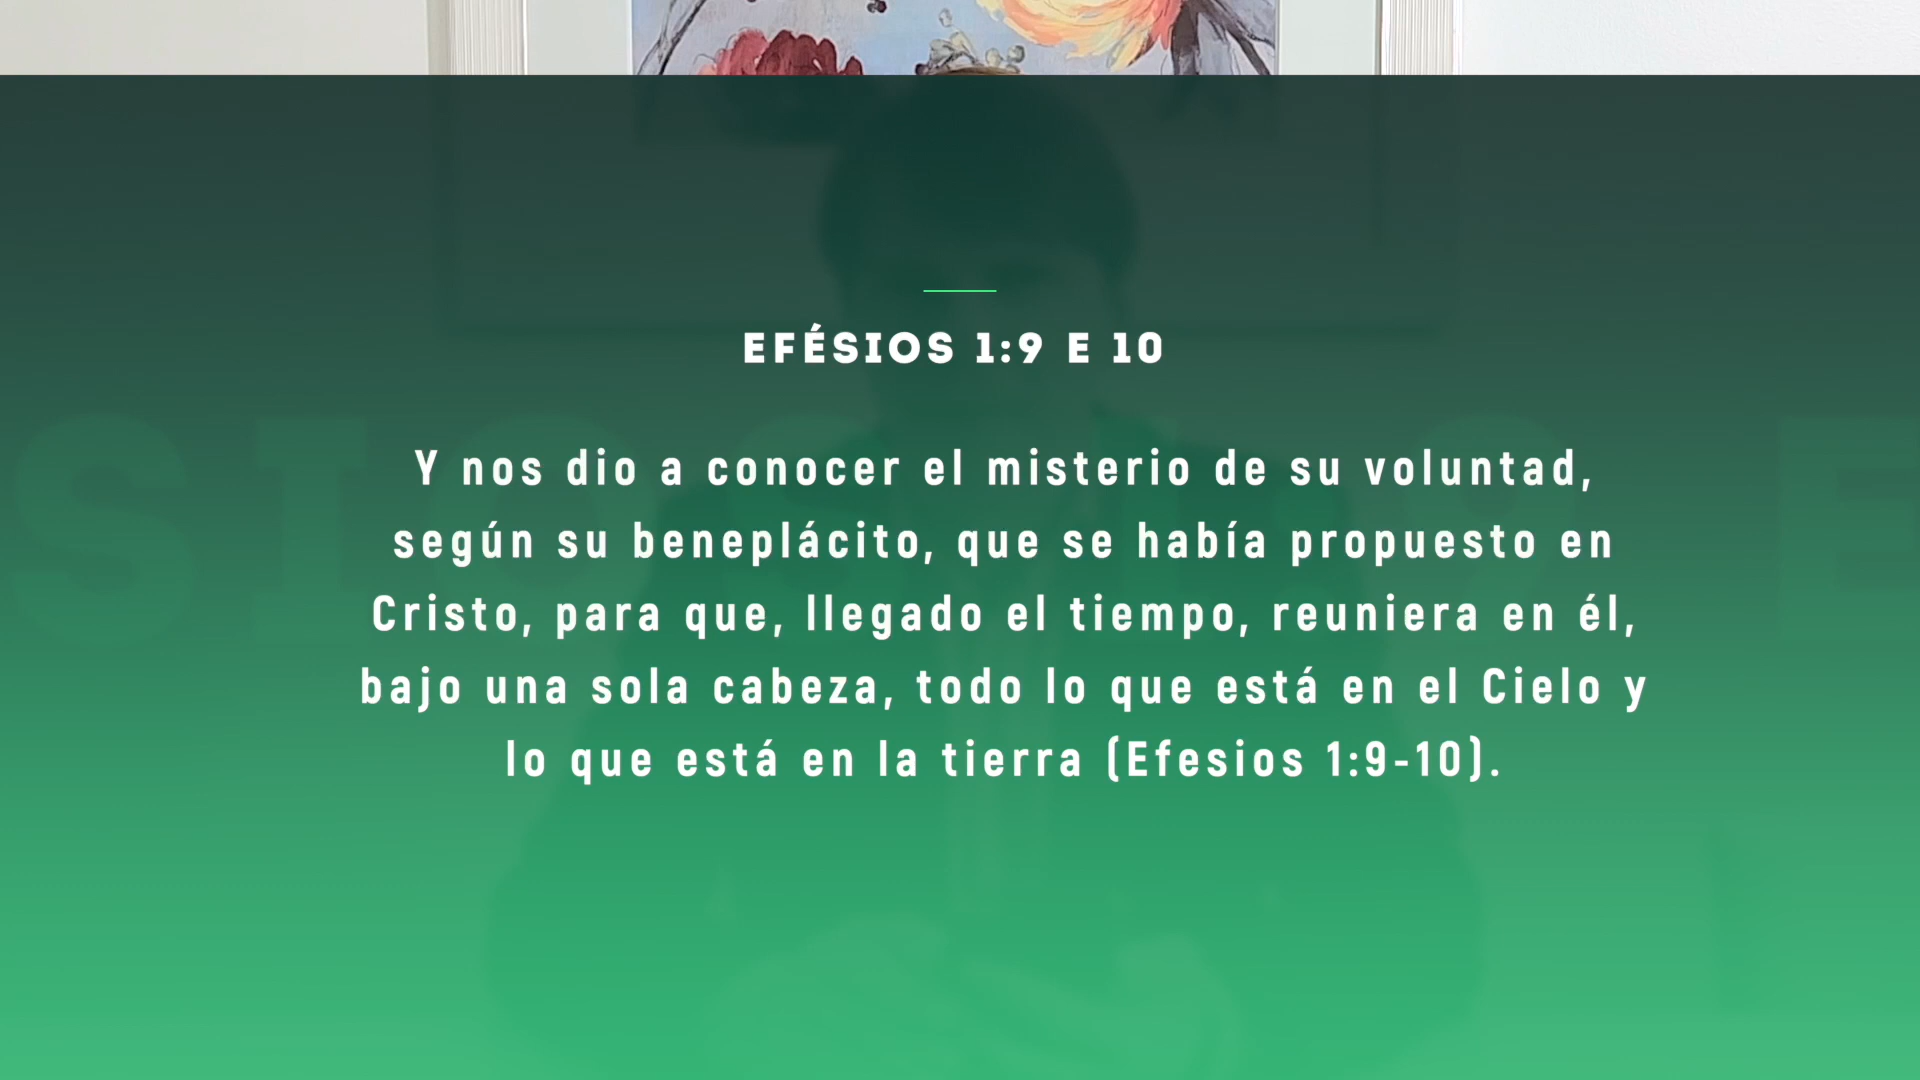 EFÉSIOS 1:9 E 10
Y nos dio a conocer el misterio de su voluntad,
según su beneplácito, que se había propuesto en
Cristo, para que, llegado el tiempo, reuniera en él,
bajo una sola cabeza, todo lo que está en el Cielo y
lo que está en la tierra (Efesios 1:9-10).